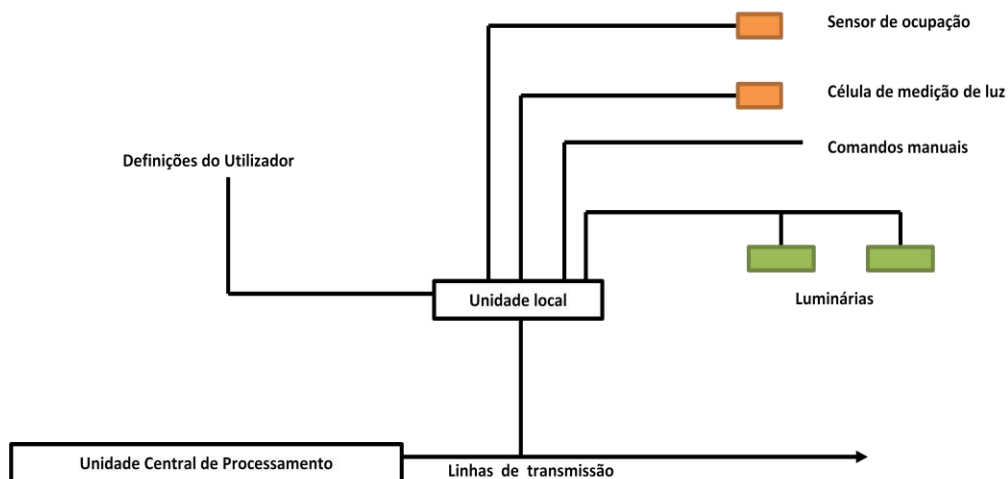 Sensor de ocupação
Célula de medição de luz
Comandos manuais
Definições do Utilizador
Luminárias
Unidade local
Unidade Central de Processamento
Linhas de transmissão